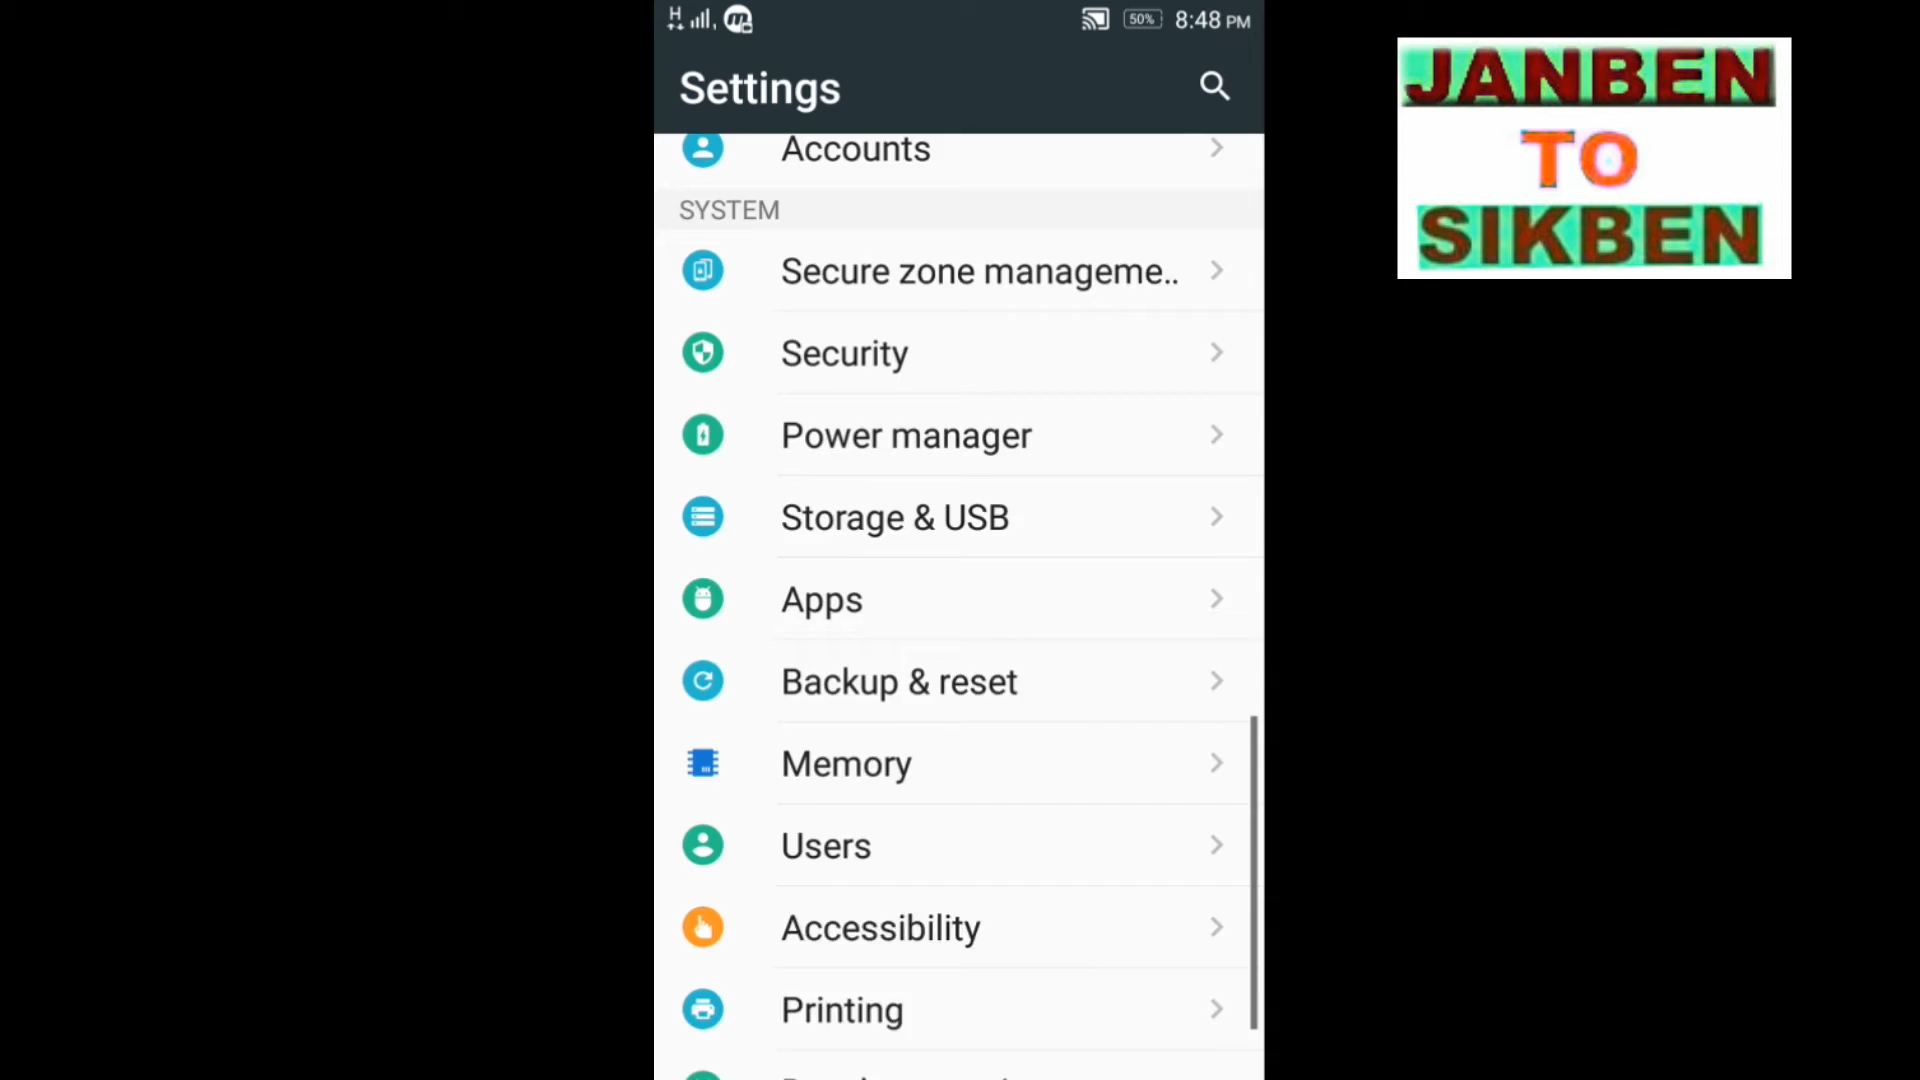 H 50% 8:48 PM
Settings
Accounts
SYSTEM
Secure zone manageme..
Security
Power manager
Storage & USB
Apps
Backup & reset
Memory
Users
Accessibility
Printing
JANBEN
TO
SIKBEN